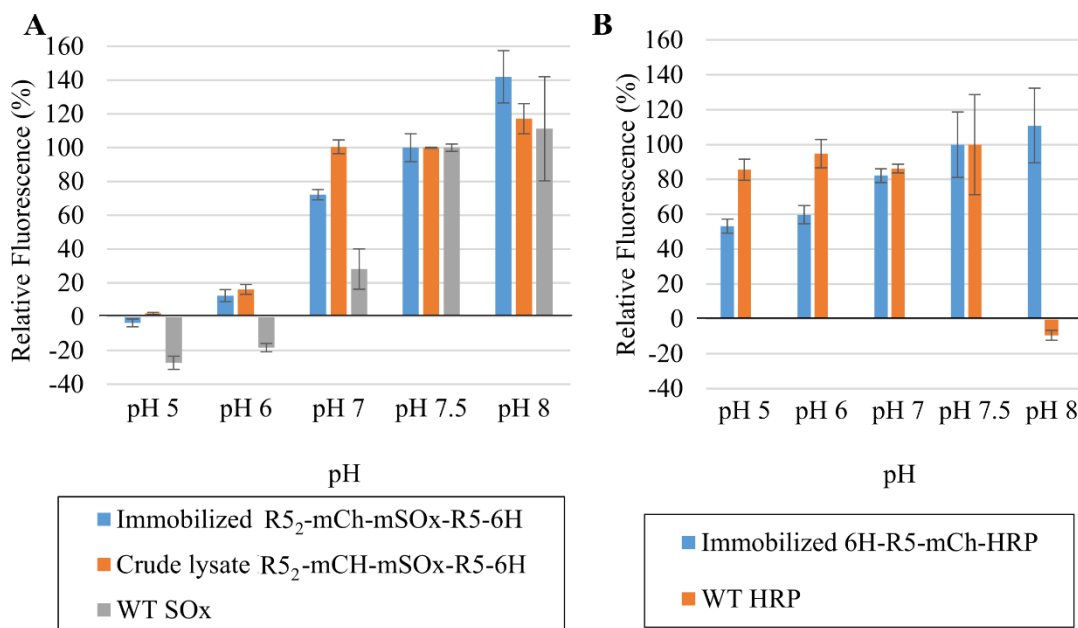 A
Relative Fluorescence (%)
160
140
120
100
80
60
40
20
0
-20
-40
pH 5 pH 6 pH 7 pH 7.5 pH 8
pH
Immobilized R5₂-mCh-mSOx-R5-6H
Crude lysate R5₂-mCH-mSOx-R5-6H
WT SOx
B
Relative Fluorescence (%)
160
140
120
100
80
60
40
20
0
-20
-40
pH 5 pH 6 pH 7 pH 7.5 pH 8
pH
Immobilized 6H-R5-mCh-HRP
WT HRP